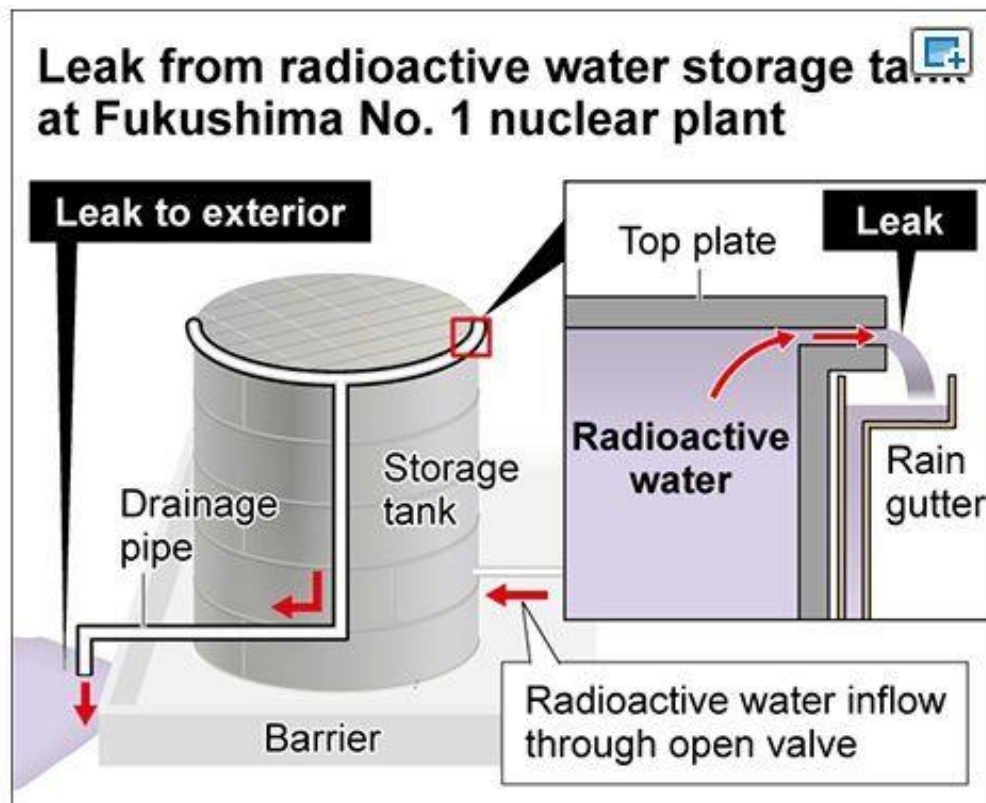 Leak from radioactive water storage tank
at Fukushima No. 1 nuclear plant
Leak to exterior
Leak
Top plate
Radioactive
water
Rain
gutter
Storage
tank
Drainage
pipe
Radioactive water inflow
through open valve
Barrier